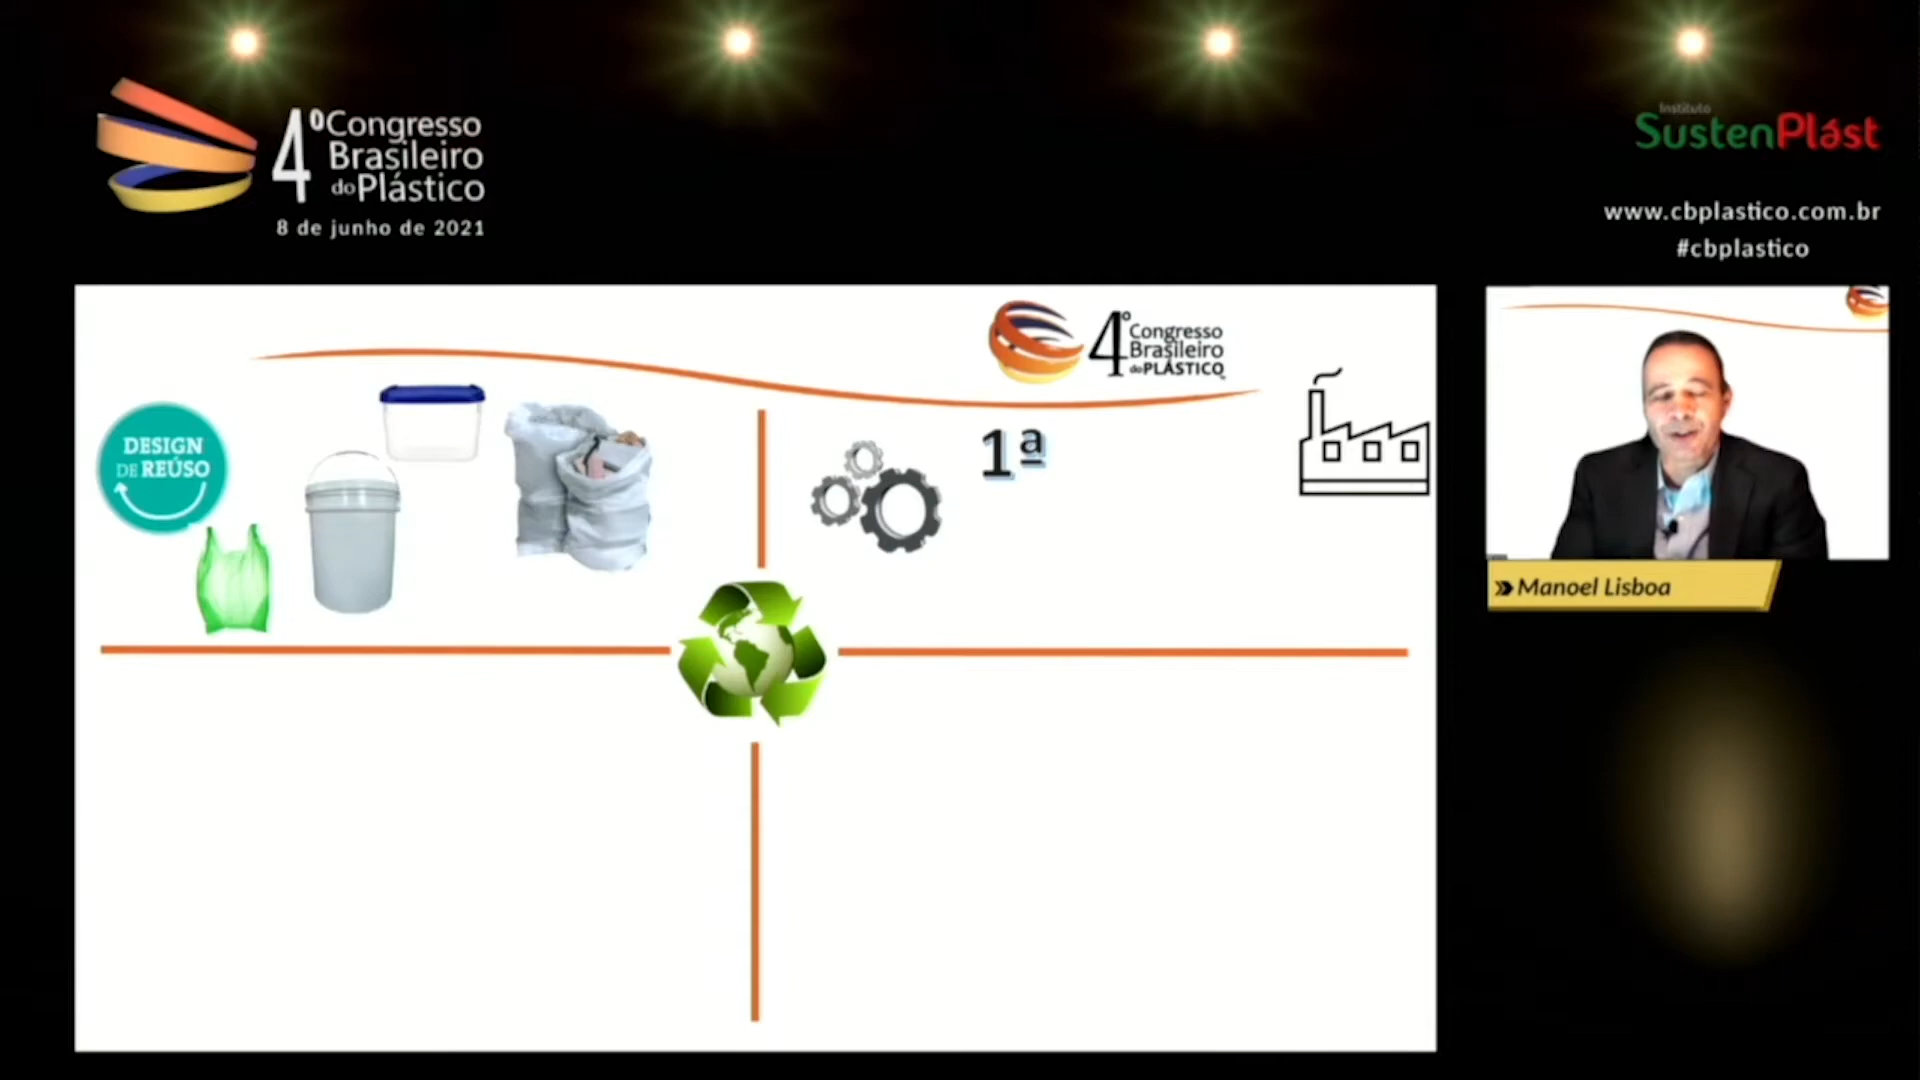 4º Congresso
Brasileiro
do Plástico
8 de junho de 2021
Instituto
SustenPlást
www.cbplastico.com.br
#cbplastico
4º Congresso
Brasileiro
do PLÁSTICO
DESIGN
DE REÚSO
1ª
Manoel Lisboa